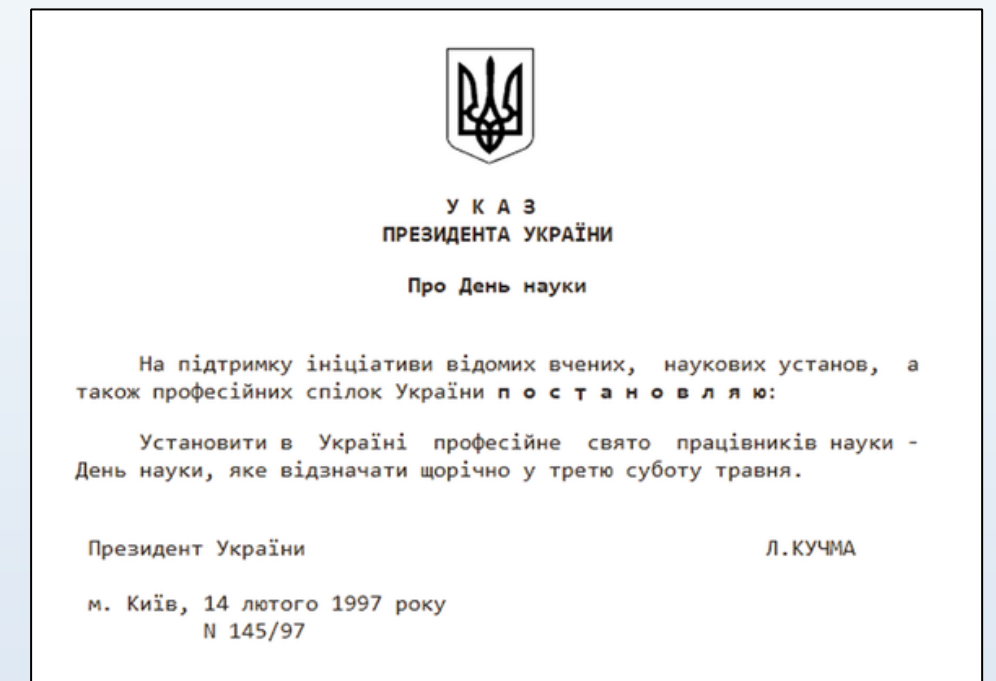 У К А З
ПРЕЗИДЕНТА УКРАЇНИ
Про День науки
На підтримку ініціативи відомих вчених, наукових установ, а
також професійних спілок України п о с т а н о в л я ю:
Установити в Україні професійне свято працівників науки -
День науки, яке відзначати щорічно у третю суботу травня.
Президент України Л.КУЧМА
м. Київ, 14 лютого 1997 року
N 145/97